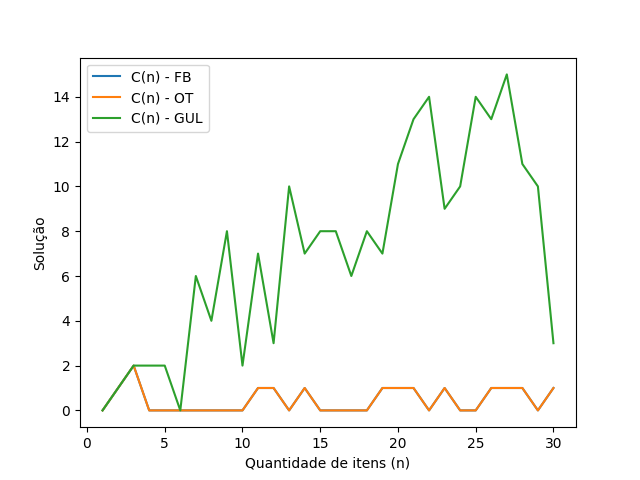 C(n) - FB
C(n) - OT
C(n) - GUL
14
12
10
8
6
4
2
0
Solução
0 5 10 15 20 25 30
Quantidade de itens (n)